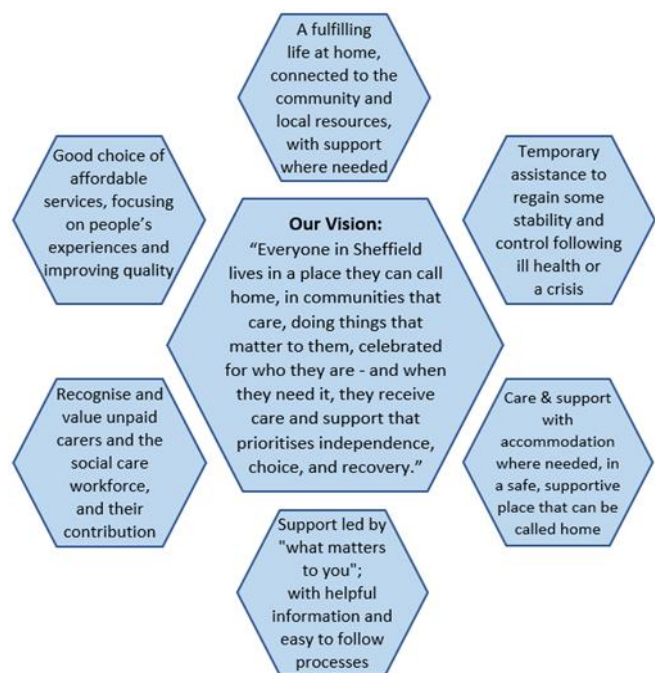 A fulfilling
life at home,
connected to the
community and
local resources,
with support
where needed
Good choice of
affordable
services, focusing
on people's
experiences and
improving quality
Temporary
assistance to
regain some
stability and
control following
ill health or
a crisis
Our Vision:
“Everyone in Sheffield
lives in a place they can call
home, in communities that
care, doing things that
matter to them, celebrated
for who they are - and when
they need it, they receive
care and support that
prioritises independence,
choice, and recovery.”
Recognise and
value unpaid
carers and the
social care
workforce,
and their
contribution
Care & support
with
accommodation
where needed, in
a safe, supportive
place that can be
called home
Support led by
"what matters
to you";
with helpful
information and
easy to follow
processes